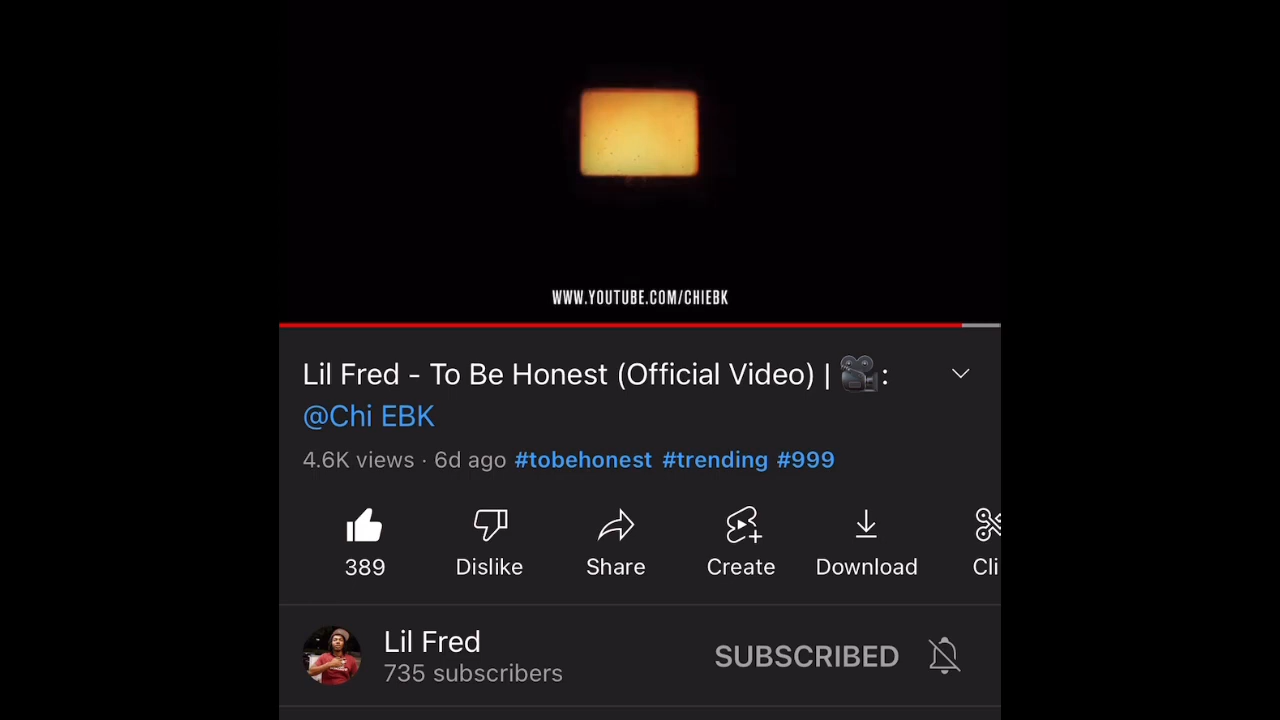 WWW.YOUTUBE.COM/CHIEBK
Lil Fred - To Be Honest (Official Video) | 🎥:
@Chi EBK
4.6K views · 6d ago #tobehonest #trending #999
389 Dislike Share Create Download Cli
Lil Fred
735 subscribers
SUBSCRIBED